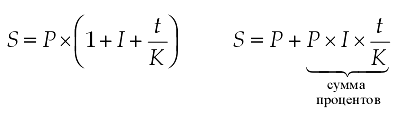 S = P × (1 + I + t/K) S = P + P × I × t/K
сумма
процентов